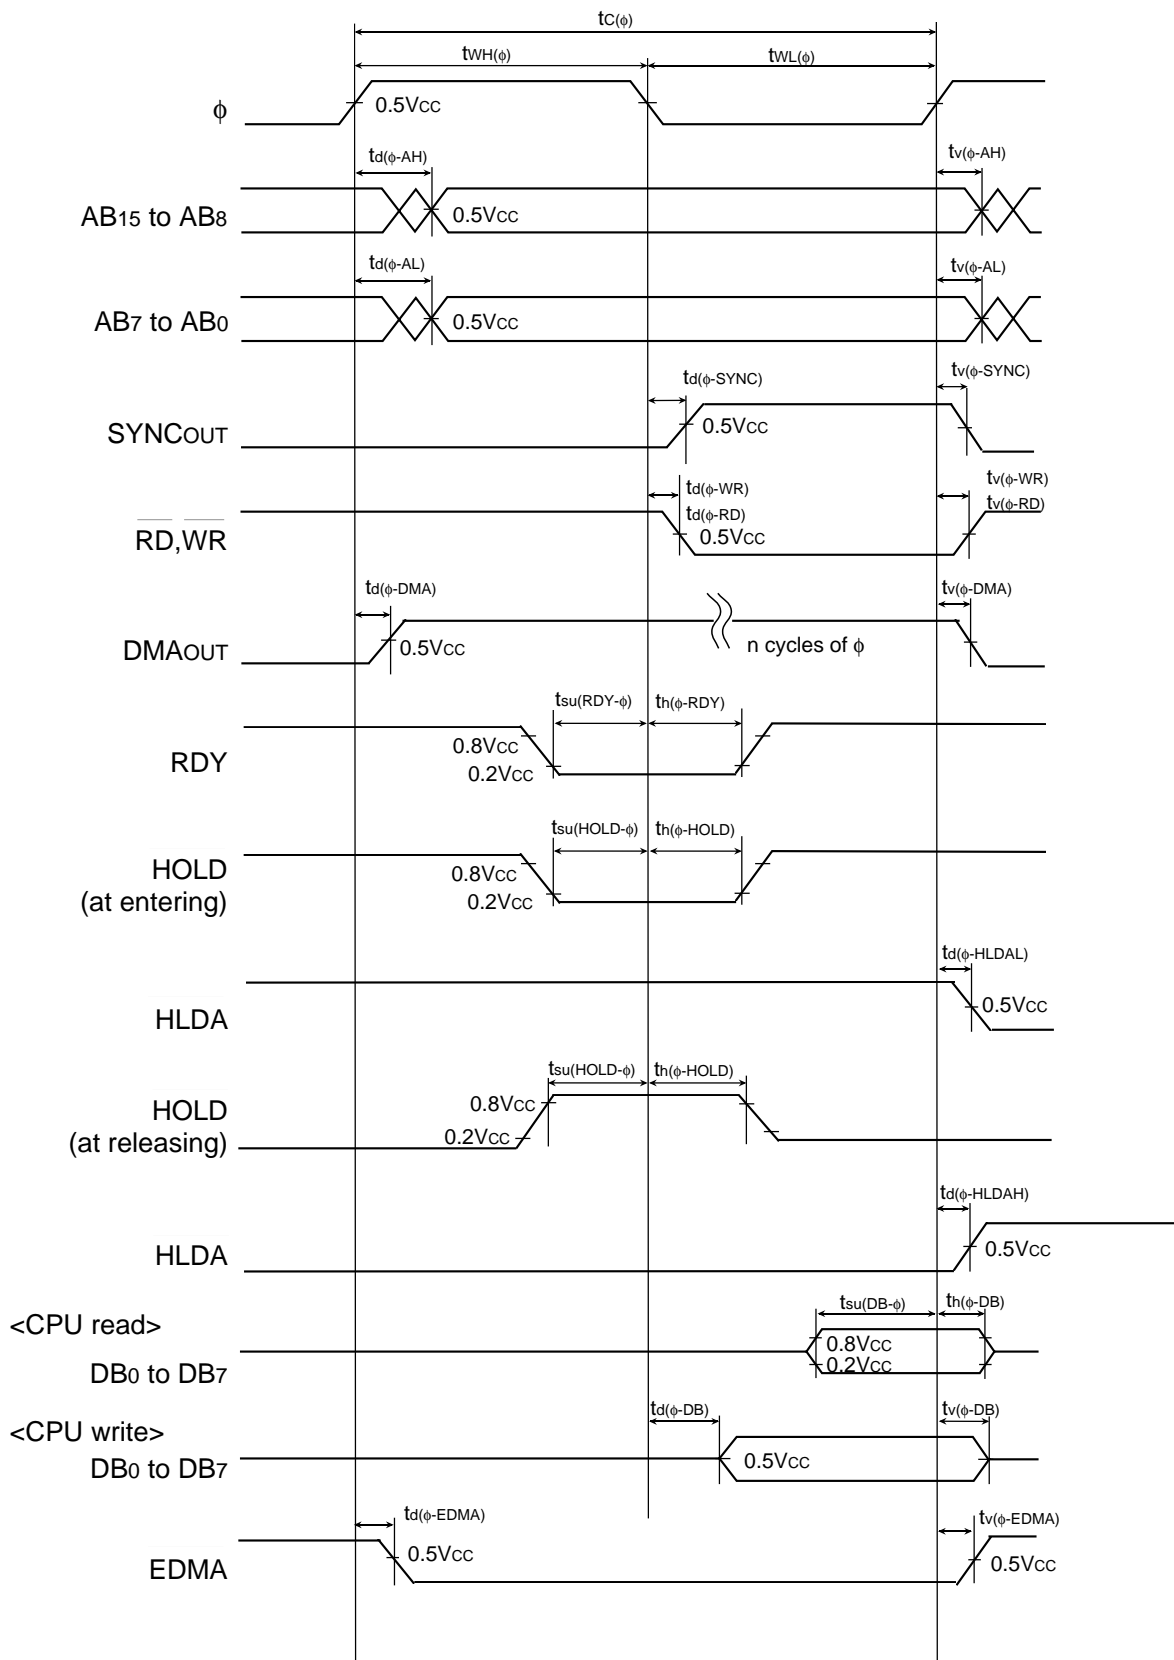 tC(ϕ)
tWH(ϕ) tWL(ϕ)
ϕ 0.5VCC
td(ϕ-AH) tv(ϕ-AH)
AB15 to AB8 0.5VCC
td(ϕ-AL) tv(ϕ-AL)
AB7 to AB0 0.5VCC
td(ϕ-SYNC) tv(ϕ-SYNC)
SYNCOUT 0.5VCC
td(ϕ-WR) tv(ϕ-WR)
td(ϕ-RD) tv(ϕ-RD)
RD,WR 0.5VCC
td(ϕ-DMA) tv(ϕ-DMA)
DMAOUT 0.5VCC n cycles of ϕ
tsu(RDY-ϕ) th(ϕ-RDY)
0.8VCC
RDY 0.2VCC
tsu(HOLD-ϕ) th(ϕ-HOLD)
HOLD 0.8VCC
(at entering) 0.2VCC
td(ϕ-HLDAL)
HLDA 0.5VCC
tsu(HOLD-ϕ) th(ϕ-HOLD)
HOLD 0.8VCC
(at releasing) 0.2VCC
td(ϕ-HLDAH)
HLDA 0.5VCC
tsu(DB-ϕ) th(ϕ-DB)
<CPU read>
0.8VCC
DB0 to DB7 0.2VCC
td(ϕ-DB) tv(ϕ-DB)
<CPU write>
DB0 to DB7 0.5VCC
td(ϕ-EDMA) tv(ϕ-EDMA)
EDMA 0.5VCC 0.5VCC